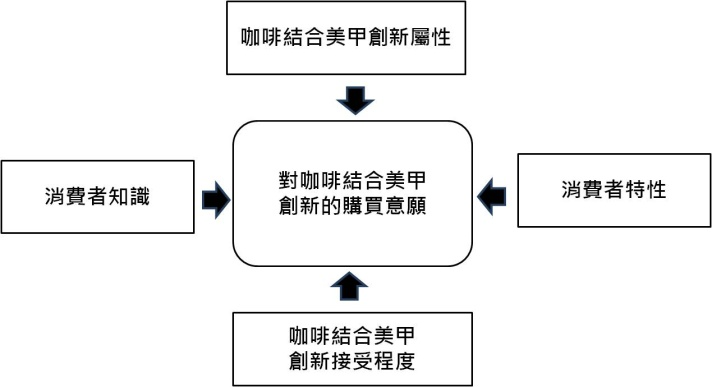 咖啡結合美甲創新屬性
消費者知識
對咖啡結合美甲
創新的購買意願
消費者特性
咖啡結合美甲
創新接受程度